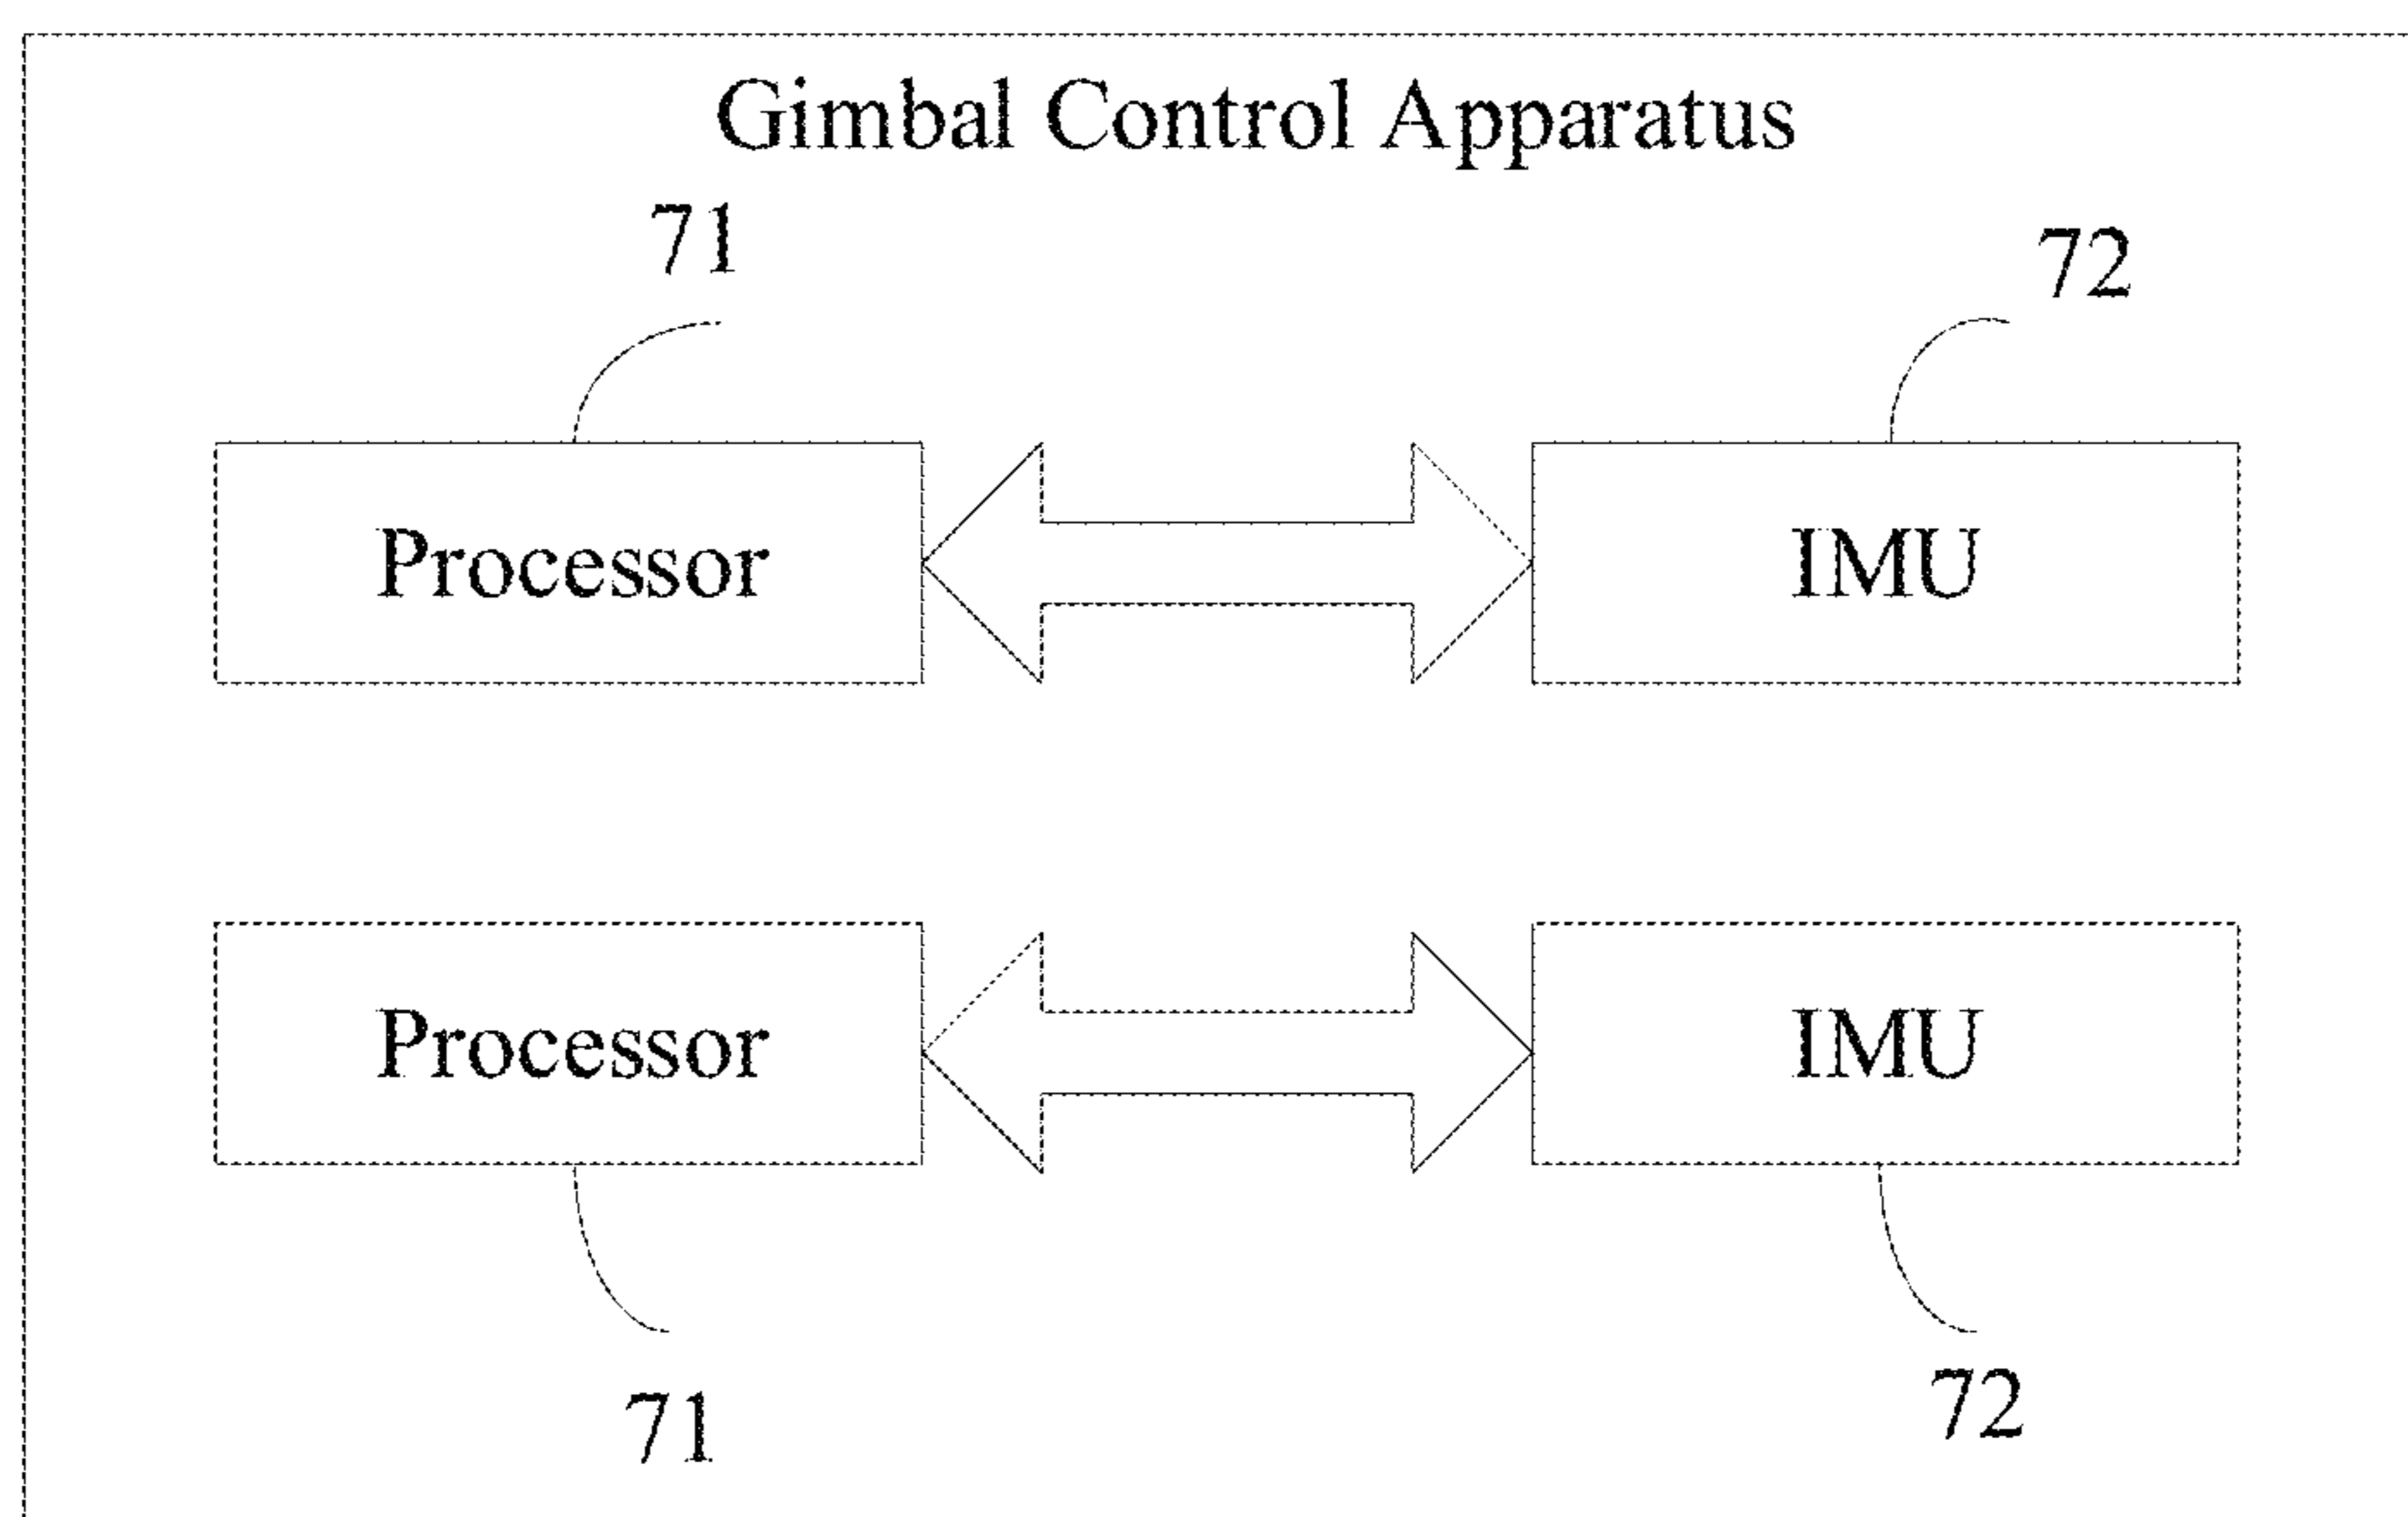 Gimbal Control Apparatus
71
72
Processor
IMU
Processor
IMU
71
72